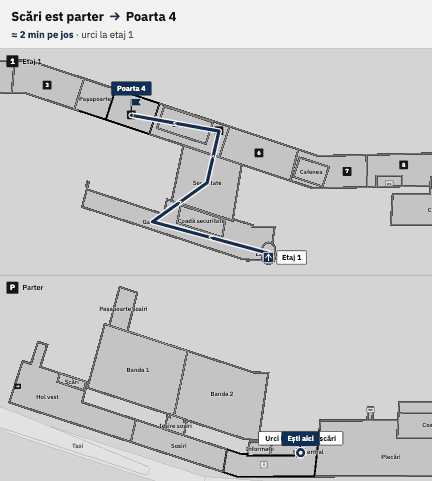 Scări est parter → Poarta 4
≈ 2 min pe jos · urci la etaj 1
1 Etaj 1
3
Pașapoarte
Poarta 4
6
Cafenea
7
8
Coadă securitate
Etaj 1
P Parter
Pașapoarte sosiri
Banda 1
Banda 2
Scări
Hol vest
Ieșire sosiri
Taxi
Sosiri
Informații
Urci
Ești aici
scări
Plecări